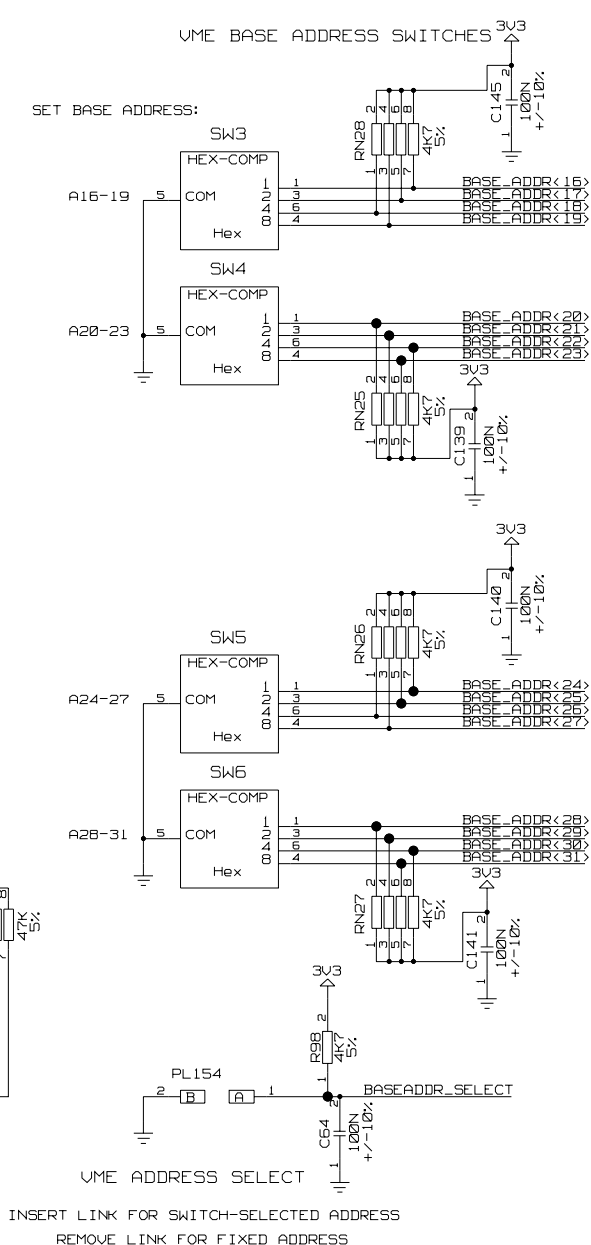 VME BASE ADDRESS SWITCHES
3V3
2
C145
100N
+/-10%
1
SET BASE ADDRESS:
2 4 6 8
RN28
4K7
5%
1 3 5 7
SW3
HEX-COMP
A16-19
5 COM
1 1 BASE_ADDR<16>
2 3 BASE_ADDR<17>
4 6 BASE_ADDR<18>
8 4 BASE_ADDR<19>
Hex
SW4
HEX-COMP
A20-23
5 COM
1 1 BASE_ADDR<20>
2 3 BASE_ADDR<21>
4 6 BASE_ADDR<22>
8 4 BASE_ADDR<23>
Hex
2 4 6 8
RN25
4K7
5%
1 3 5 7
3V3
2
C139
100N
+/-10%
1
3V3
2
C140
100N
+/-10%
1
2 4 6 8
RN26
4K7
5%
1 3 5 7
SW5
HEX-COMP
A24-27
5 COM
1 1 BASE_ADDR<24>
2 3 BASE_ADDR<25>
4 6 BASE_ADDR<26>
8 4 BASE_ADDR<27>
Hex
SW6
HEX-COMP
A28-31
5 COM
1 1 BASE_ADDR<28>
2 3 BASE_ADDR<29>
4 6 BASE_ADDR<30>
8 4 BASE_ADDR<31>
Hex
2 4 6 8
RN27
4K7
5%
1 3 5 7
3V3
2
C141
100N
+/-10%
1
8
47K
5%
3V3
2
R98
4K7
5%
1
PL154
2 B A 1
BASEADDR_SELECT
2
C64
100N
+/-10%
1
VME ADDRESS SELECT
INSERT LINK FOR SWITCH-SELECTED ADDRESS
REMOVE LINK FOR FIXED ADDRESS